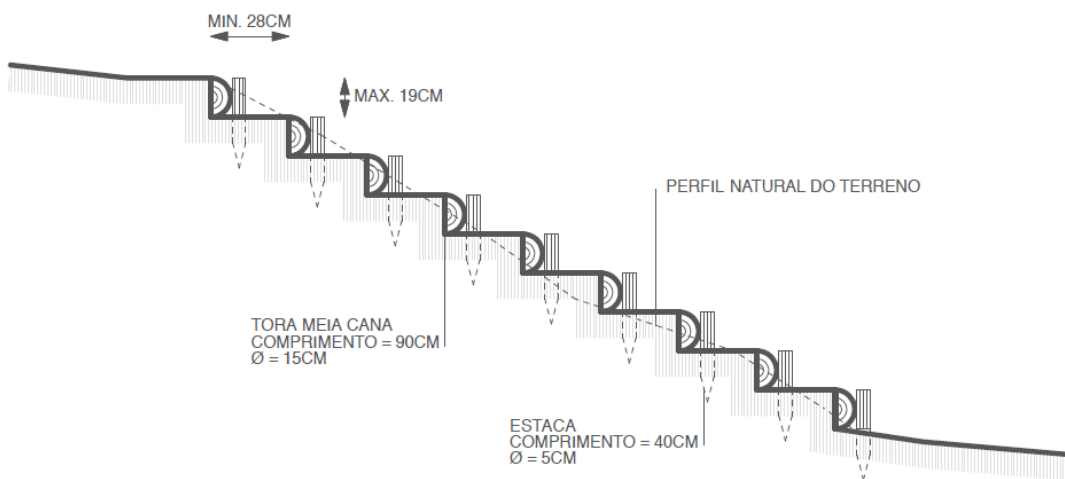 MIN. 28CM
MAX. 19CM
PERFIL NATURAL DO TERRENO
TORA MEIA CANA
COMPRIMENTO = 90CM
Ø = 15CM
ESTACA
COMPRIMENTO = 40CM
Ø = 5CM